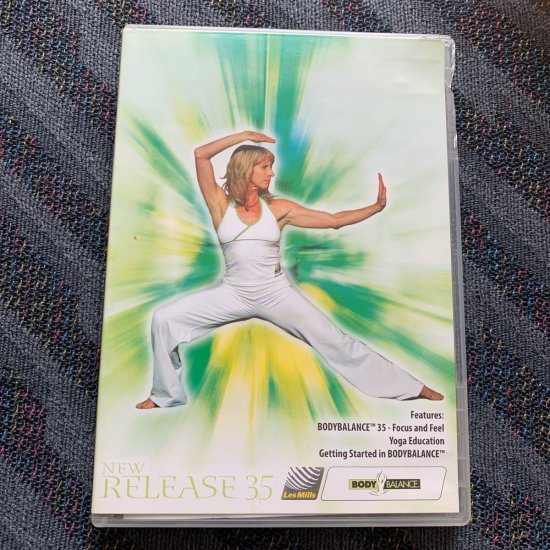 Features:
BODYBALANCE™ 35 - Focus and Feel
Yoga Education
Getting Started in BODYBALANCE™
NEW
RELEASE 35
Les Mills
BODY BALANCE